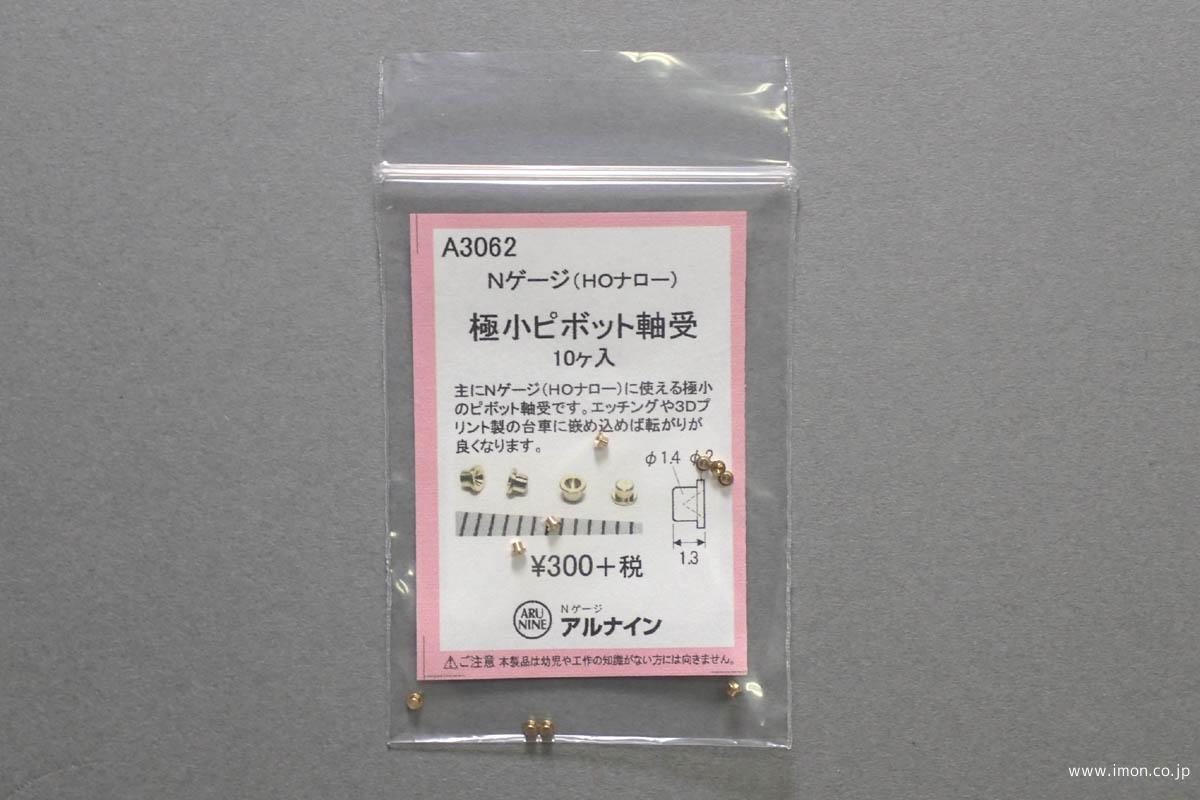 A3062
Nゲージ(HOナロー)
極小ピボット軸受
10ケ入
主にNゲージ(HOナロー)に使える極小
のピボット軸受です。エッチングや3Dプ
リント製の台車に嵌め込めば転がりが
良くなります。
φ1.4 φ2
1.3
¥300+税
ARU
NINE
Nゲージ
アルナイン
⚠ご注意 本製品は幼児や工作の知識がない方には向きません。
www.imon.co.jp